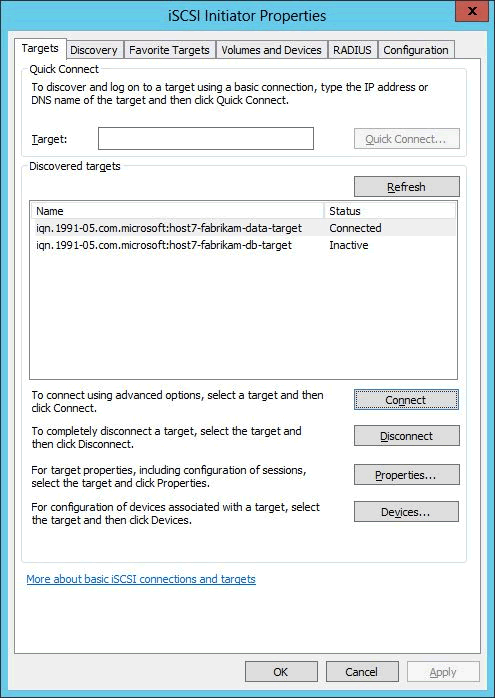 iSCSI Initiator Properties
x
Targets Discovery Favorite Targets Volumes and Devices RADIUS Configuration
Quick Connect
To discover and log on to a target using a basic connection, type the IP address or
DNS name of the target and then click Quick Connect.
Target: Quick Connect...
Discovered targets
Refresh
Name Status
iqn.1991-05.com.microsoft:host7-fabrikam-data-target Connected
iqn.1991-05.com.microsoft:host7-fabrikam-db-target Inactive
To connect using advanced options, select a target and then
click Connect.
Connect
To completely disconnect a target, select the target and
then click Disconnect.
Disconnect
For target properties, including configuration of sessions,
select the target and click Properties.
Properties...
For configuration of devices associated with a target, select
the target and then click Devices.
Devices...
More about basic iSCSI connections and targets
OK Cancel Apply